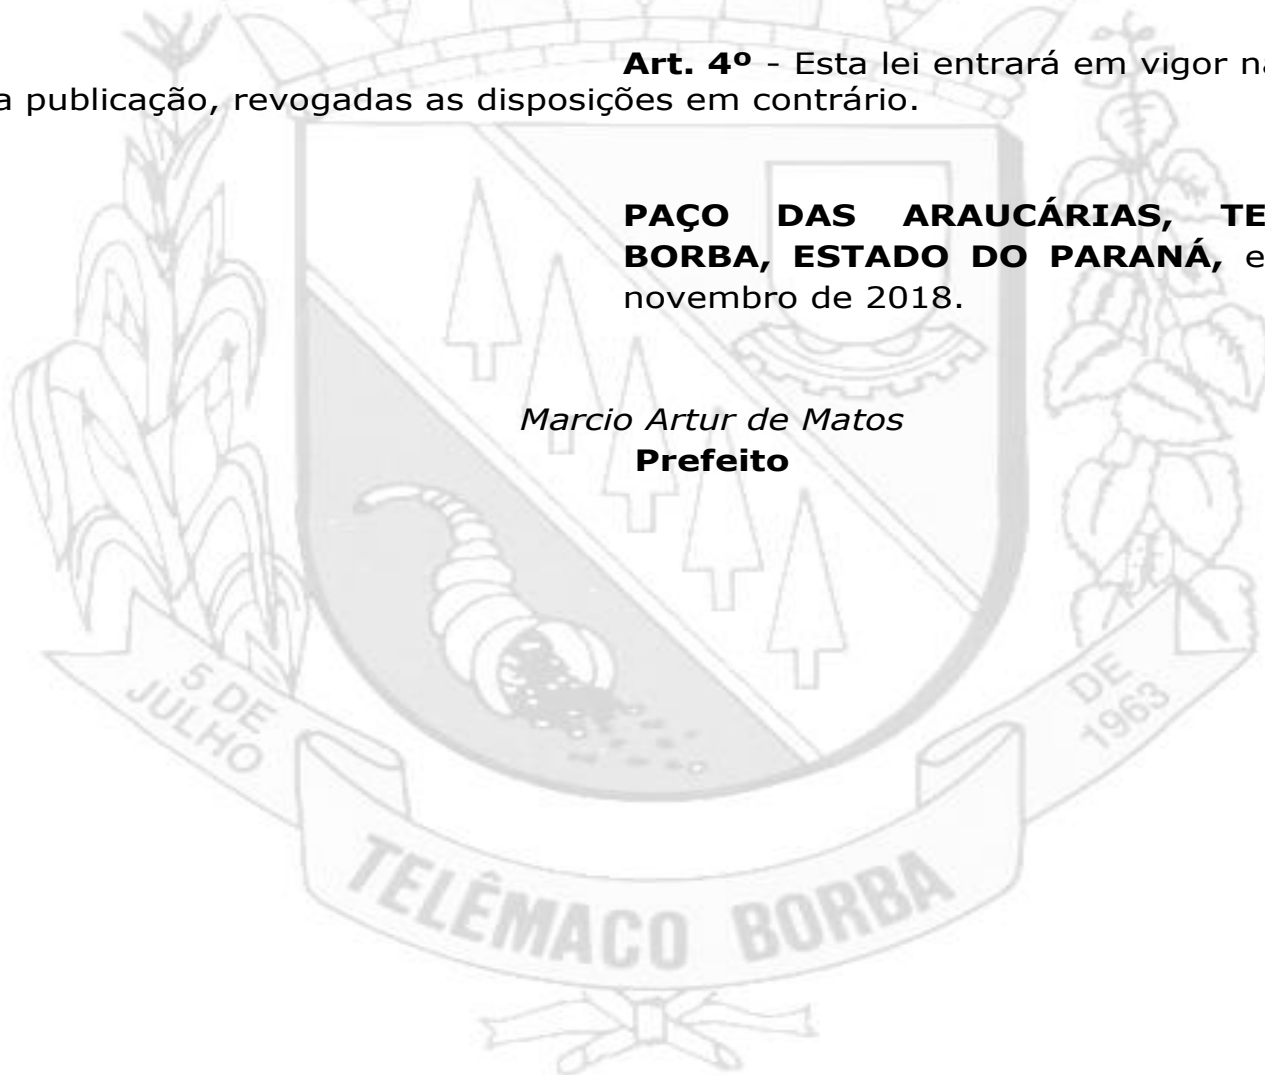 Art. 4º - Esta lei entrará em vigor na
a publicação, revogadas as disposições em contrário.
PAÇO DAS ARAUCÁRIAS, TE
BORBA, ESTADO DO PARANÁ, e
novembro de 2018.
Marcio Artur de Matos
Prefeito
5 DE
JULHO
DE
1963
TELÊMACO BORBA